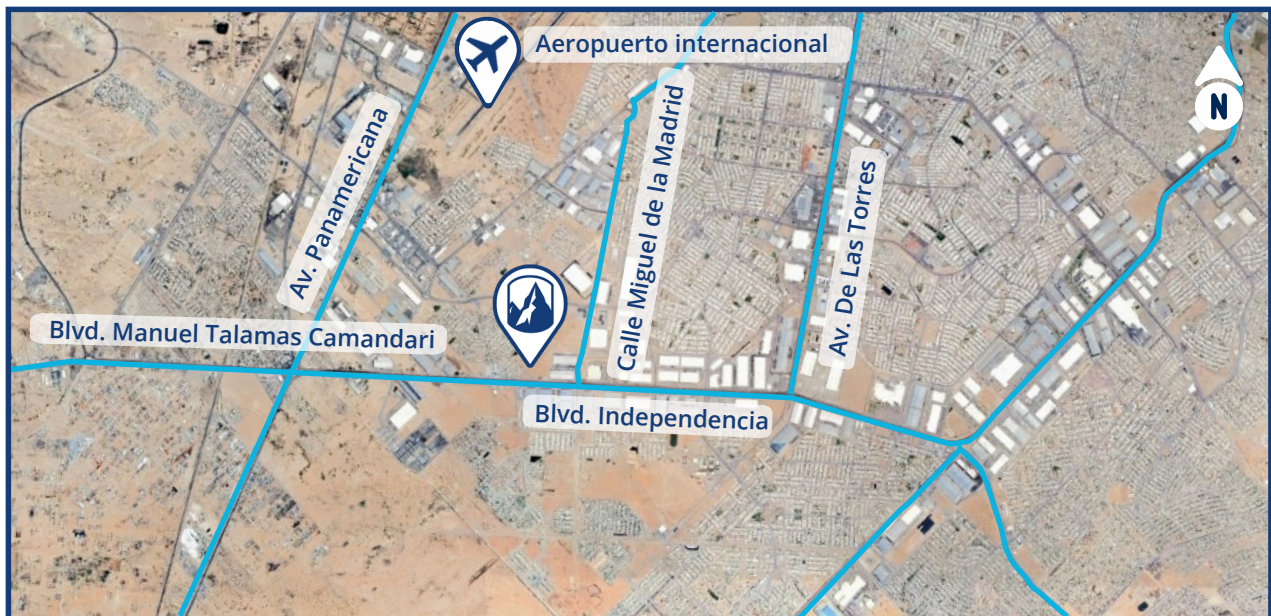 Aeropuerto internacional
N
Av. Panamericana
Calle Miguel de la Madrid
Av. De Las Torres
Blvd. Manuel Talamas Camandari
Blvd. Independencia